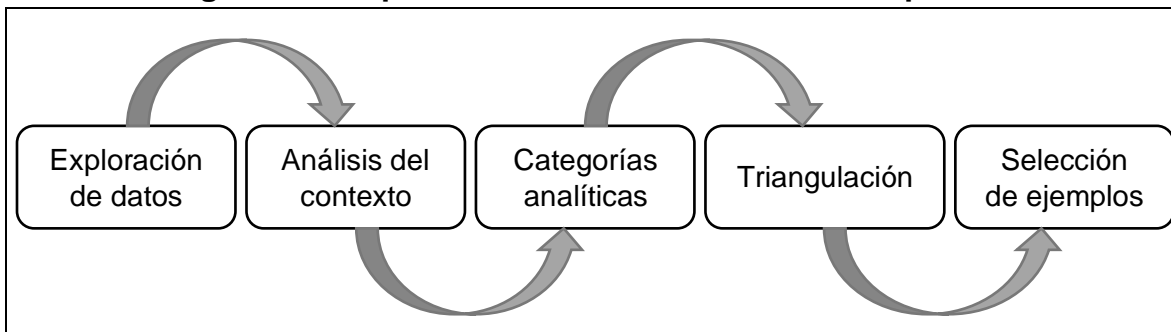 Exploración
de datos
Análisis del
contexto
Categorías
analíticas
Triangulación
Selección
de ejemplos